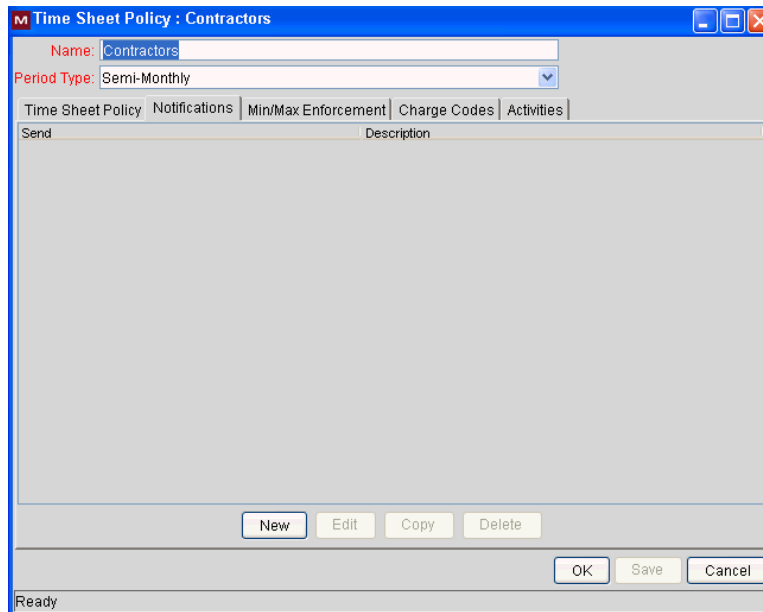 M Time Sheet Policy : Contractors
Name: Contractors
Period Type: Semi-Monthly
Time Sheet Policy Notifications Min/Max Enforcement Charge Codes Activities
Send Description
New Edit Copy Delete
OK Save Cancel
Ready